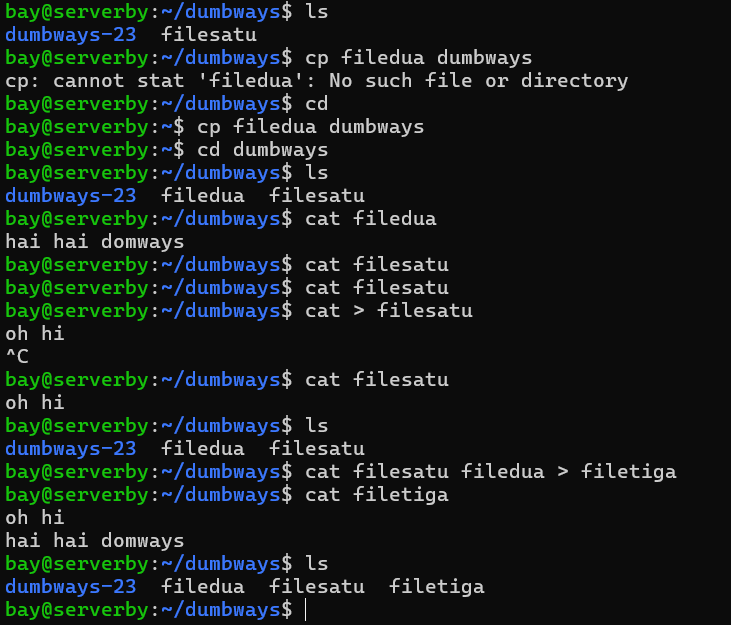 bay@serverby:~/dumbways$ ls
dumbways-23  filesatu
bay@serverby:~/dumbways$ cp filedua dumbways
cp: cannot stat 'filedua': No such file or directory
bay@serverby:~/dumbways$ cd
bay@serverby:~$ cp filedua dumbways
bay@serverby:~$ cd dumbways
bay@serverby:~/dumbways$ ls
dumbways-23  filedua  filesatu
bay@serverby:~/dumbways$ cat filedua
hai hai domways
bay@serverby:~/dumbways$ cat filesatu
bay@serverby:~/dumbways$ cat filesatu
bay@serverby:~/dumbways$ cat > filesatu
oh hi
^C
bay@serverby:~/dumbways$ cat filesatu
oh hi
bay@serverby:~/dumbways$ ls
dumbways-23  filedua  filesatu
bay@serverby:~/dumbways$ cat filesatu filedua > filetiga
bay@serverby:~/dumbways$ cat filetiga
oh hi
hai hai domways
bay@serverby:~/dumbways$ ls
dumbways-23  filedua  filesatu  filetiga
bay@serverby:~/dumbways$